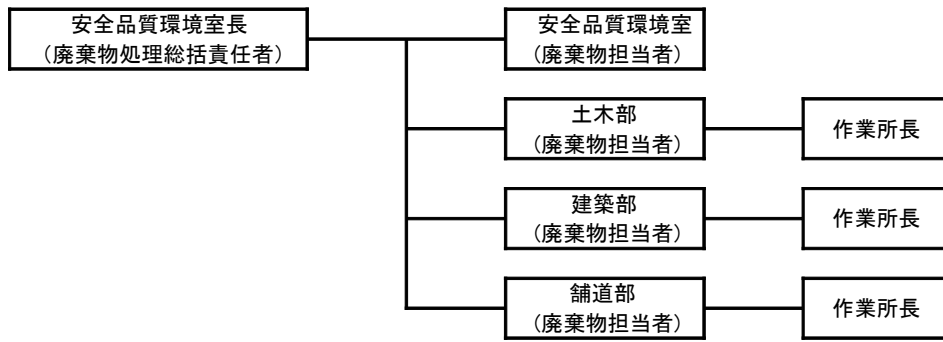 安全品質環境室長
（廃棄物処理総括責任者）
安全品質環境室
（廃棄物担当者）
土木部
（廃棄物担当者）
作業所長
建築部
（廃棄物担当者）
作業所長
舗道部
（廃棄物担当者）
作業所長